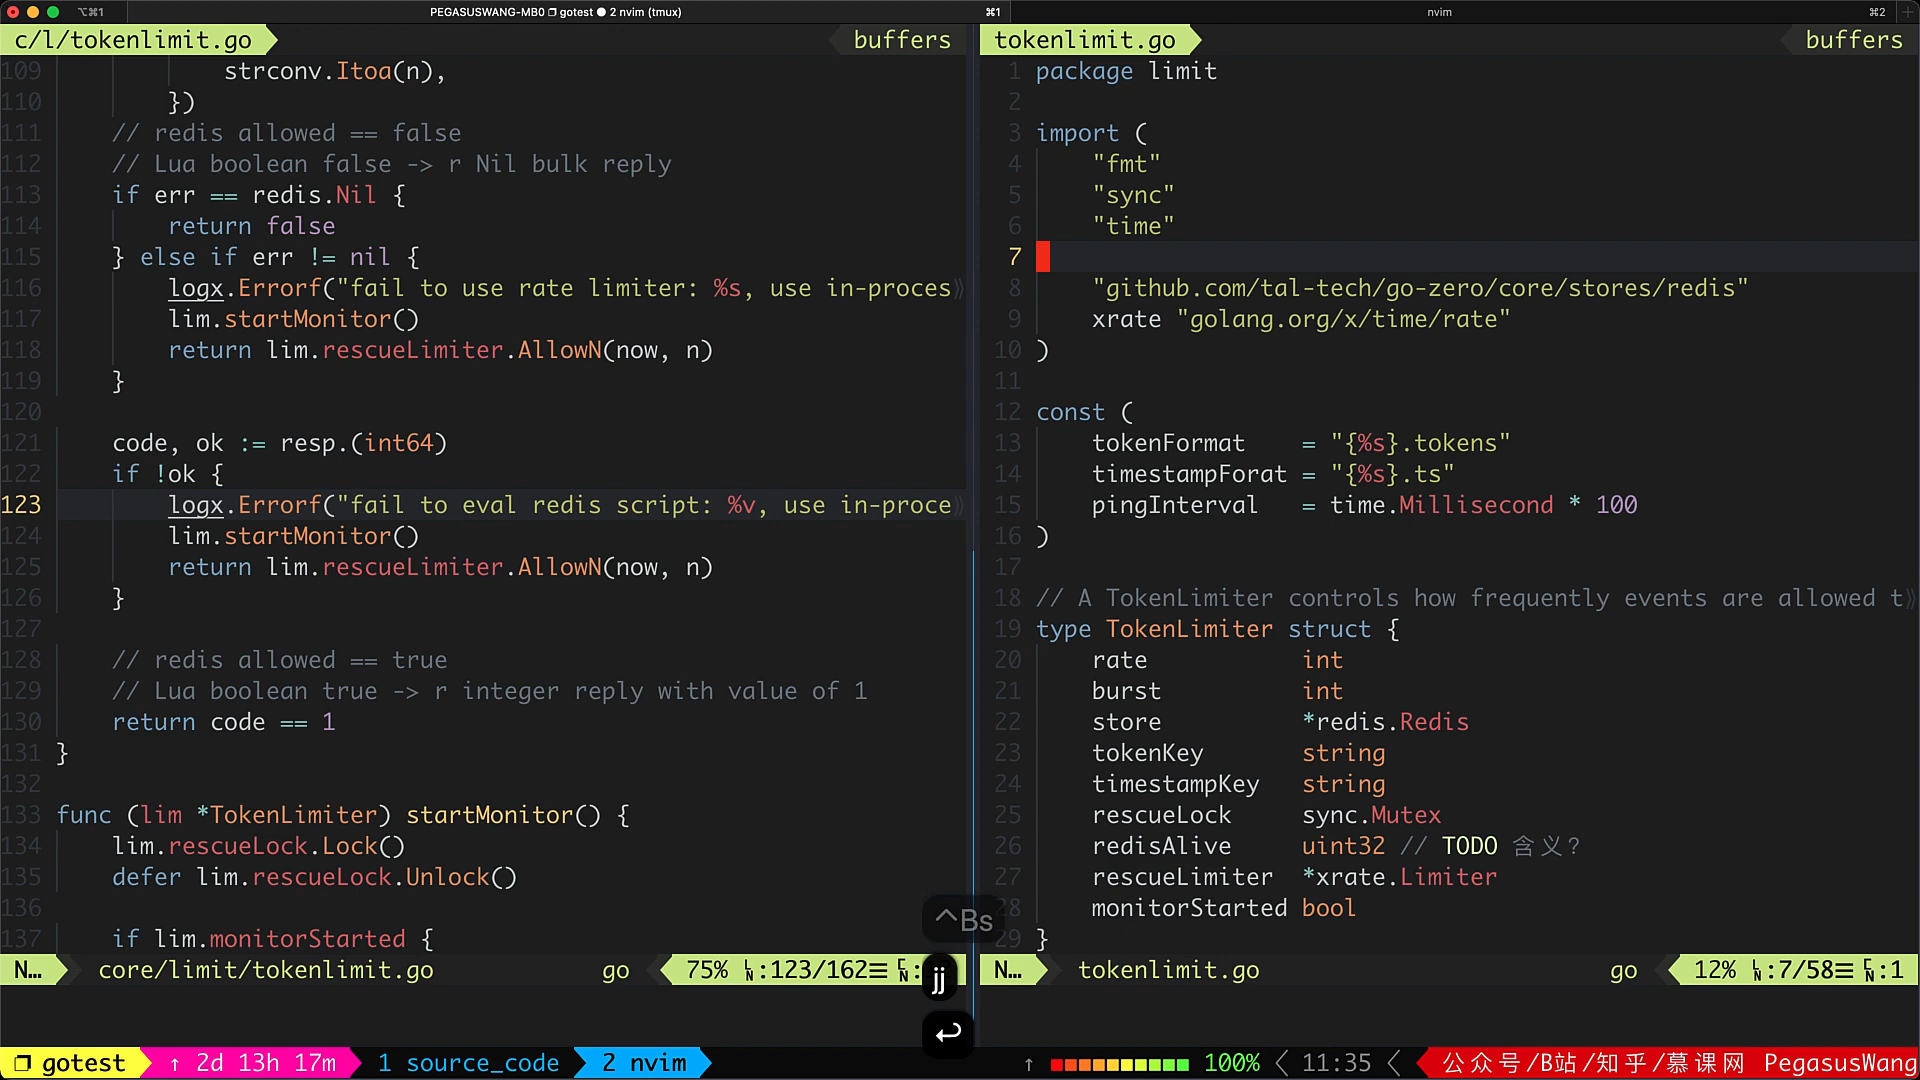 ⌥⌘1 PEGASUSWANG-MB0 ❐ gotest ● 2 nvim (tmux) ⌘1 nvim ⌘2
c/l/tokenlimit.go buffers
109 strconv.Itoa(n),
110 })
111 // redis allowed == false
112 // Lua boolean false -> r Nil bulk reply
113 if err == redis.Nil {
114 return false
115 } else if err != nil {
116 logx.Errorf("fail to use rate limiter: %s, use in-proces»
117 lim.startMonitor()
118 return lim.rescueLimiter.AllowN(now, n)
119 }
120
121 code, ok := resp.(int64)
122 if !ok {
123 logx.Errorf("fail to eval redis script: %v, use in-proce»
124 lim.startMonitor()
125 return lim.rescueLimiter.AllowN(now, n)
126 }
127
128 // redis allowed == true
129 // Lua boolean true -> r integer reply with value of 1
130 return code == 1
131 }
132
133 func (lim *TokenLimiter) startMonitor() {
134 lim.rescueLock.Lock()
135 defer lim.rescueLock.Unlock()
136
137 if lim.monitorStarted {
N… core/limit/tokenlimit.go go 75% ㏑:123/162≡ ㏇:
tokenlimit.go buffers
1 package limit
2
3 import (
4 "fmt"
5 "sync"
6 "time"
7
8 "github.com/tal-tech/go-zero/core/stores/redis"
9 xrate "golang.org/x/time/rate"
10 )
11
12 const (
13 tokenFormat = "{%s}.tokens"
14 timestampForat = "{%s}.ts"
15 pingInterval = time.Millisecond * 100
16 )
17
18 // A TokenLimiter controls how frequently events are allowed t»
19 type TokenLimiter struct {
20 rate int
21 burst int
22 store *redis.Redis
23 tokenKey string
24 timestampKey string
25 rescueLock sync.Mutex
26 redisAlive uint32 // TODO 含义?
27 rescueLimiter *xrate.Limiter
28 monitorStarted bool
29 }
N… tokenlimit.go go 12% ㏑:7/58≡ ㏇:1
^Bs
jj
↩
❐ gotest ↑ 2d 13h 17m 1 source_code 2 nvim ↑ 100% 11:35 公众号/B站/知乎/慕课网 PegasusWang